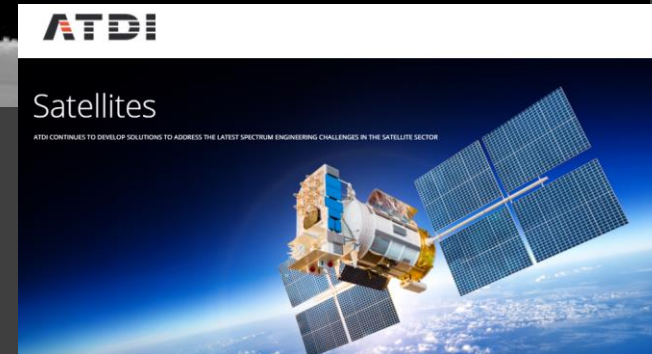 ATDI
Satellites
ATDI CONTINUES TO DEVELOP SOLUTIONS TO ADDRESS THE LATEST SPECTRUM ENGINEERING CHALLENGES IN THE SATELLITE SECTOR